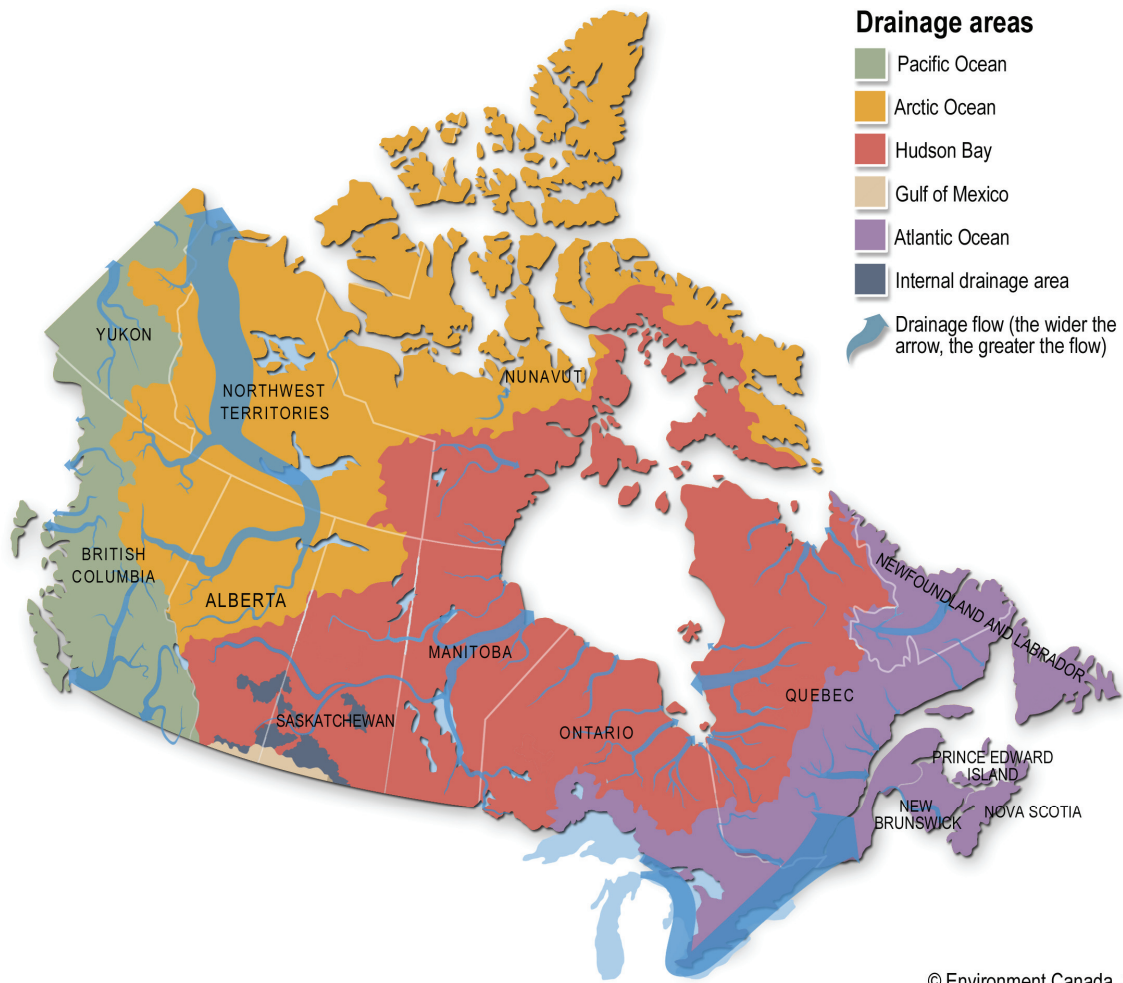 Drainage areas
Pacific Ocean
Arctic Ocean
Hudson Bay
Gulf of Mexico
Atlantic Ocean
Internal drainage area
Drainage flow (the wider the
arrow, the greater the flow)
YUKON
NORTHWEST
TERRITORIES
NUNAVUT
BRITISH
COLUMBIA
ALBERTA
SASKATCHEWAN
MANITOBA
ONTARIO
QUEBEC
NEWFOUNDLAND AND LABRADOR
PRINCE EDWARD
ISLAND
NEW
BRUNSWICK
NOVA SCOTIA
© Environment Canada